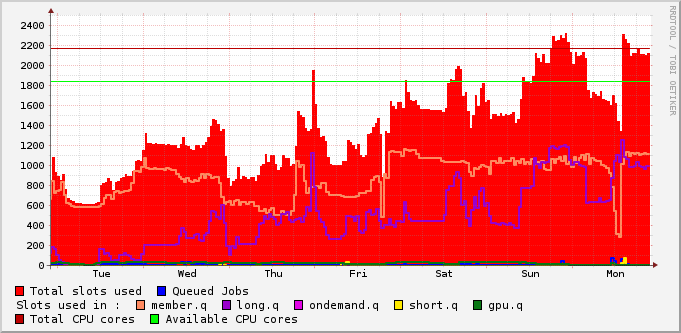 2400
2200
2000
1800
1600
1400
1200
1000
800
600
400
200
0
Tue Wed Thu Fri Sat Sun Mon
Total slots used Queued Jobs
Slots used in : member.q long.q ondemand.q short.q gpu.q
Total CPU cores Available CPU cores
RRDTOOL / TOBI OETIKER